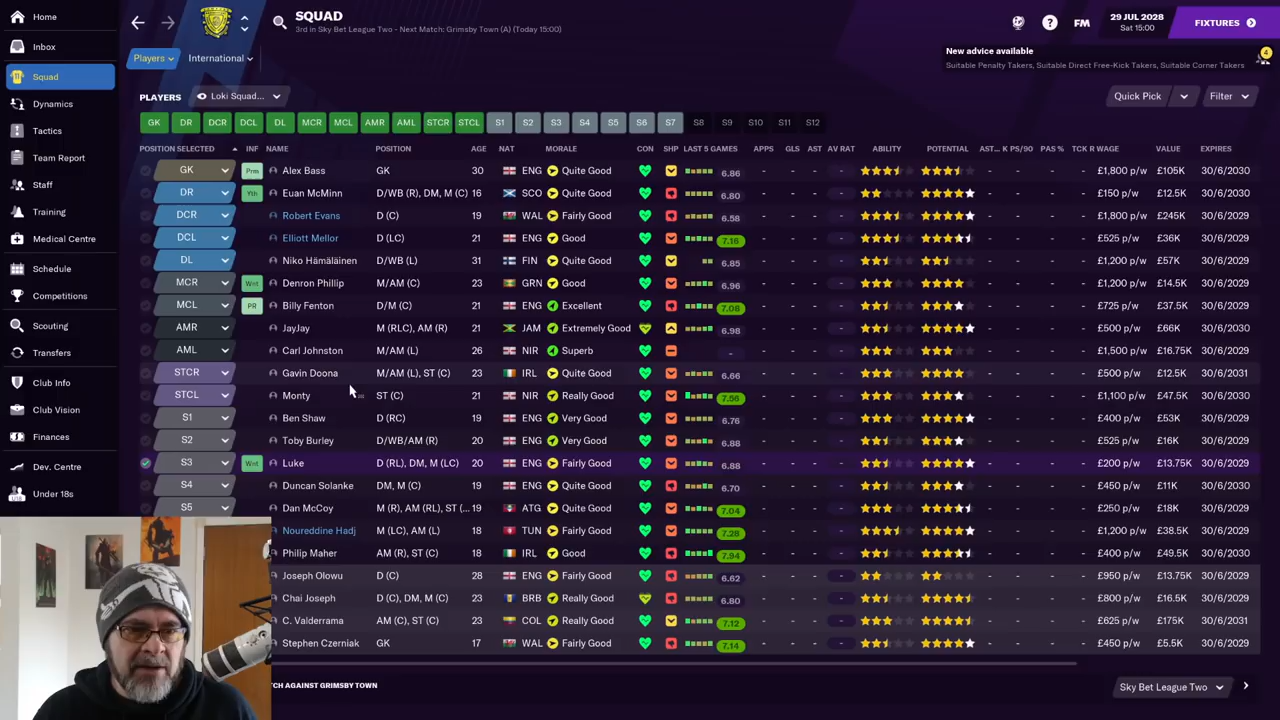 Home
Inbox
Squad
Dynamics
Tactics
Team Report
Staff
Training
Medical Centre
Schedule
Competitions
Scouting
Transfers
Club Info
Club Vision
Finances
Dev. Centre
Under 18s
SQUAD
3rd in Sky Bet League Two - Next Match: Grimsby Town (A) (Today 15:00)
FM
29 JUL 2028
Sat 15:00
FIXTURES
Players
International
New advice available
Suitable Penalty Takers, Suitable Direct Free-Kick Takers, Suitable Corner Takers
4
PLAYERS
Loki Squad...
Quick Pick
Filter
GK DR DCR DCL DL MCR MCL AMR AML STCR STCL S1 S2 S3 S4 S5 S6 S7 S8 S9 S10 S11 S12
POSITION SELECTED INF NAME POSITION AGE NAT MORALE CON SHP LAST 5 GAMES APPS GLS AST AV RAT ABILITY POTENTIAL AST... K PS/90 PAS % TCK R WAGE VALUE EXPIRES
GK Prm Alex Bass GK 30 ENG Quite Good 6.86 - - - - - - - - £1,800 p/w £105K 30/6/2030
DR Yth Euan McMinn D/WB (R), DM, M (C) 16 SCO Quite Good 6.80 - - - - - - - - £150 p/w £12.5K 30/6/2029
DCR Robert Evans D (C) 19 WAL Fairly Good 6.58 - - - - - - - - £1,800 p/w £245K 30/6/2029
DCL Elliott Mellor D (LC) 21 ENG Good 7.16 - - - - - - - - £525 p/w £36K 30/6/2029
DL Niko Hämäläinen D/WB (L) 31 FIN Quite Good 6.85 - - - - - - - - £1,200 p/w £57K 30/6/2029
MCR Wnt Denron Phillip M/AM (C) 23 GRN Good 6.96 - - - - - - - - £1,200 p/w £14.5K 30/6/2029
MCL PR Billy Fenton D/M (C) 21 ENG Excellent 7.08 - - - - - - - - £725 p/w £13.5K 30/6/2029
AMR JayJay M (RLC), AM (R) 21 JAM Extremely Good 6.98 - - - - - - - - £500 p/w £66K 30/6/2030
AML Carl Johnston M/AM (L) 26 NIR Superb - - - - - - - - - £1,500 p/w £16.75K 30/6/2029
STCR Gavin Doona M/AM (L), ST (C) 23 IRL Quite Good 6.66 - - - - - - - - £500 p/w £12.5K 30/6/2031
STCL Monty ST (C) 21 NIR Really Good 7.56 - - - - - - - - £1,100 p/w £47.5K 30/6/2029
S1 Ben Shaw D (RC) 19 ENG Very Good 6.76 - - - - - - - - £400 p/w £53K 30/6/2029
S2 Toby Burley D/WB/AM (R) 20 ENG Very Good 6.88 - - - - - - - - £525 p/w £16K 30/6/2029
S3 Wnt Luke D (RL), DM, M (LC) 20 ENG Fairly Good 6.88 - - - - - - - - £200 p/w £13.75K 30/6/2029
S4 Duncan Solanke DM, M (C) 19 ENG Quite Good 6.70 - - - - - - - - £450 p/w £11K 30/6/2029
S5 Dan McCoy M (R), AM (RL), ST (... 19 ATG Quite Good 7.04 - - - - - - - - £250 p/w £18K 30/6/2029
Noureddine Hadj M (LC), AM (L) 18 TUN Fairly Good 7.28 - - - - - - - - £1,200 p/w £28.5K 30/6/2029
Philip Maher AM (R), ST (C) 18 IRL Good 7.94 - - - - - - - - £400 p/w £49.5K 30/6/2030
Joseph Olowu D (C) 28 ENG Fairly Good 6.62 - - - - - - - - £950 p/w £13.75K 30/6/2029
Chai Joseph D (C), DM, M (C) 23 BRB Really Good 6.80 - - - - - - - - £800 p/w £16.5K 30/6/2029
C. Valderrama AM (C), ST (C) 23 COL Really Good 7.12 - - - - - - - - £625 p/w £175K 30/6/2031
Stephen Czerniak GK 17 WAL Fairly Good 7.14 - - - - - - - - £450 p/w £5.5K 30/6/2029
TCH AGAINST GRIMSBY TOWN
Sky Bet League Two